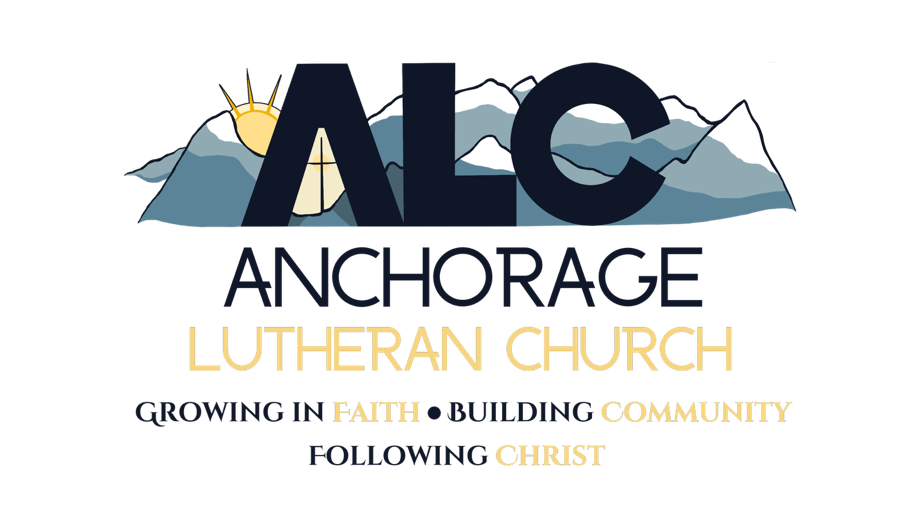 ALC
ANCHORAGE
LUTHERAN CHURCH
GROWING IN FAITH • BUILDING COMMUNITY
FOLLOWING CHRIST